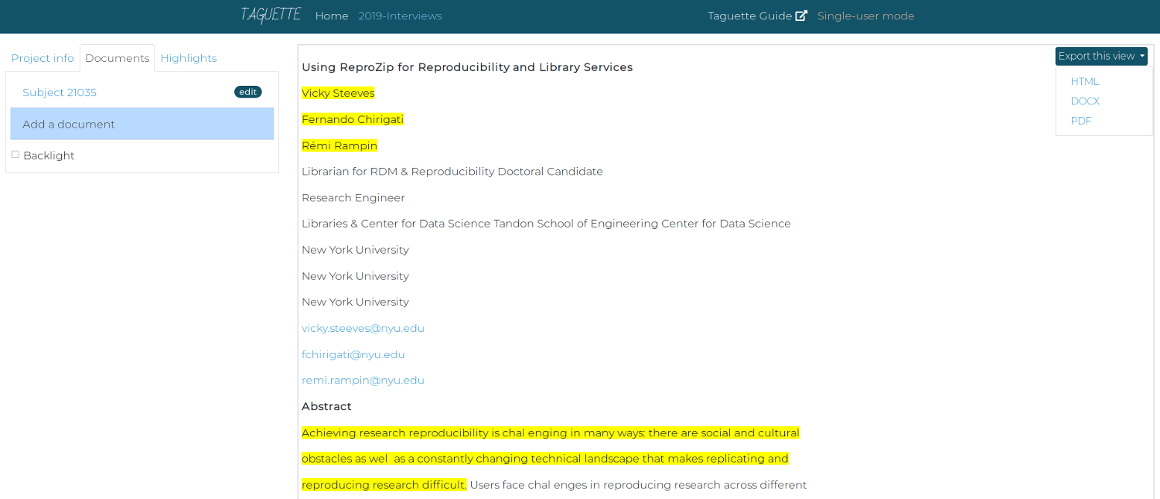 TAGUETTE Home 2019-Interviews Taguette Guide Single-user mode
Project info Documents Highlights
Subject 21035 edit
Add a document
Backlight
Export this view
HTML
DOCX
PDF
Using ReproZip for Reproducibility and Library Services
Vicky Steeves
Fernando Chirigati
Rémi Rampin
Librarian for RDM & Reproducibility Doctoral Candidate
Research Engineer
Libraries & Center for Data Science Tandon School of Engineering Center for Data Science
New York University
New York University
New York University
vicky.steeves@nyu.edu
fchirigati@nyu.edu
remi.rampin@nyu.edu
Abstract
Achieving research reproducibility is chal enging in many ways: there are social and cultural
obstacles as wel  as a constantly changing technical landscape that makes replicating and
reproducing research difficult. Users face chal enges in reproducing research across different